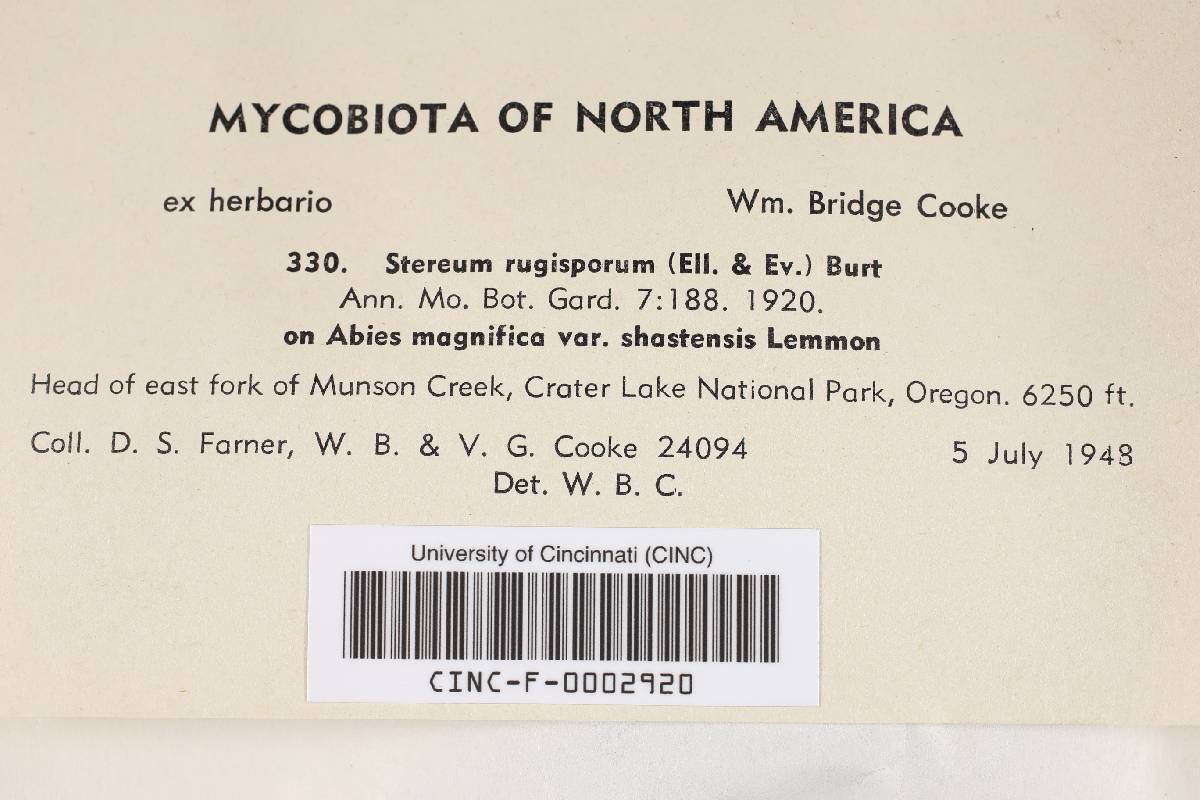 MYCOBIOTA OF NORTH AMERICA
ex herbario Wm. Bridge Cooke
330. Stereum rugisporum (Ell. & Ev.) Burt
Ann. Mo. Bot. Gard. 7:188. 1920.
on Abies magnifica var. shastensis Lemmon
Head of east fork of Munson Creek, Crater Lake National Park, Oregon. 6250 ft.
Coll. D. S. Farner, W. B. & V. G. Cooke 24094 5 July 1948
Det. W. B. C.
University of Cincinnati (CINC)
CINC-F-0002920